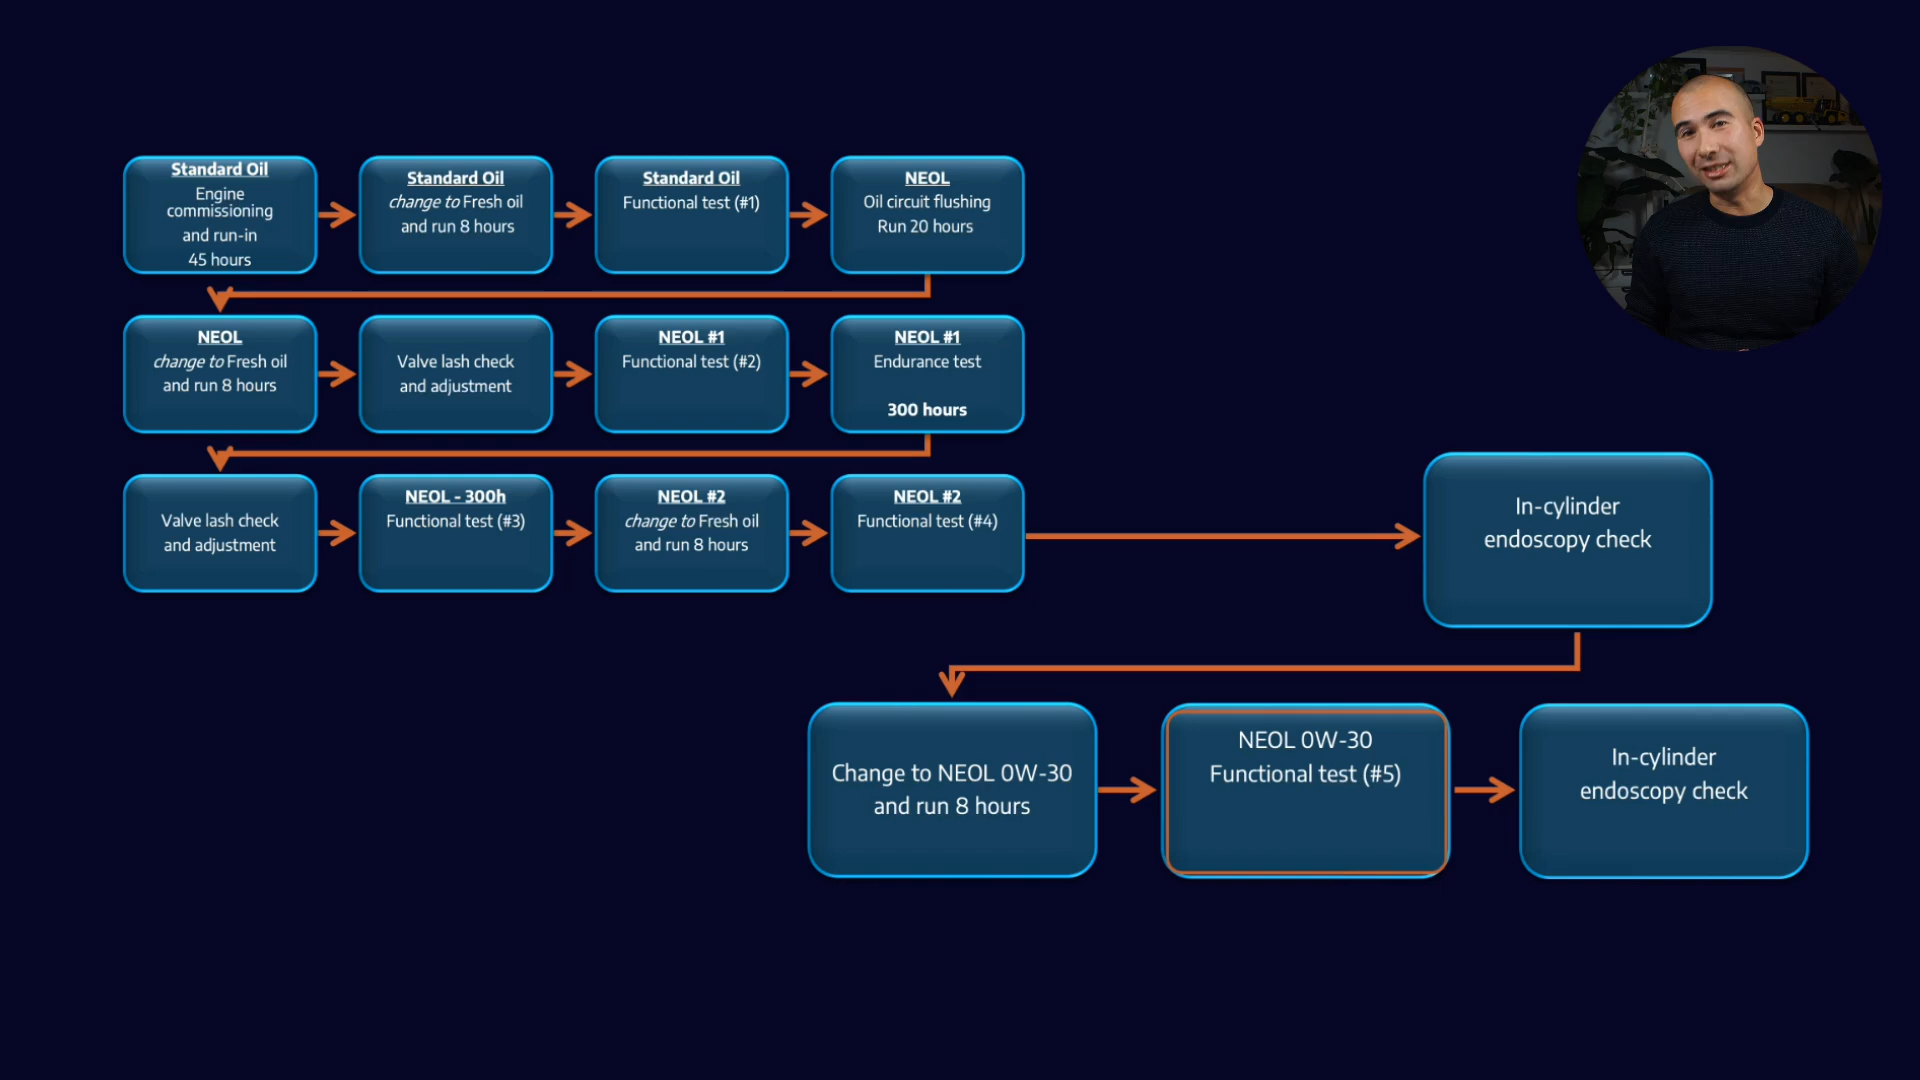 Standard Oil
Engine
commissioning
and run-in
45 hours
Standard Oil
change to Fresh oil
and run 8 hours
Standard Oil
Functional test (#1)
NEOL
Oil circuit flushing
Run 20 hours
NEOL
change to Fresh oil
and run 8 hours
Valve lash check
and adjustment
NEOL #1
Functional test (#2)
NEOL #1
Endurance test
300 hours
Valve lash check
and adjustment
NEOL - 300h
Functional test (#3)
NEOL #2
change to Fresh oil
and run 8 hours
NEOL #2
Functional test (#4)
In-cylinder
endoscopy check
Change to NEOL 0W-30
and run 8 hours
NEOL 0W-30
Functional test (#5)
In-cylinder
endoscopy check